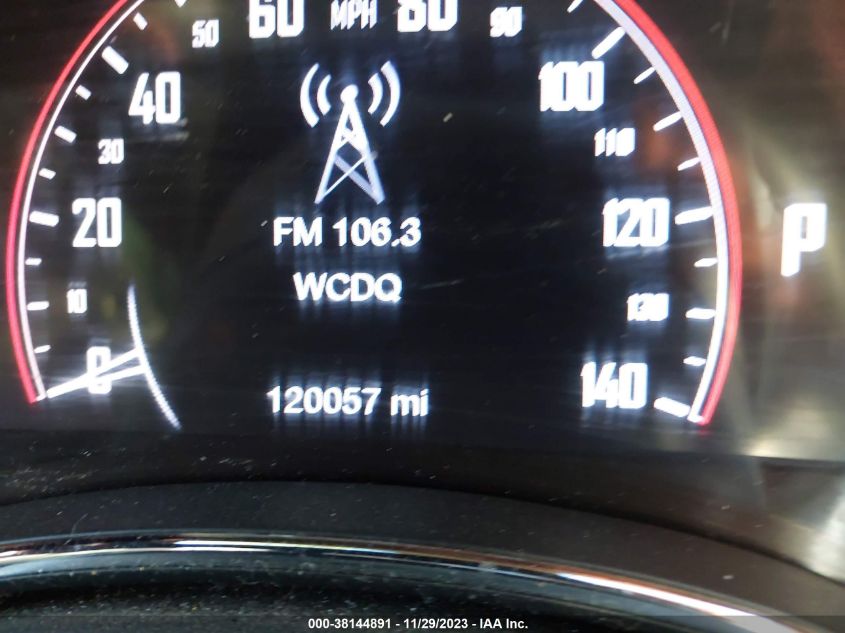 50 60 MPH 80 90
40 100
30 110
20 FM 106.3 120 P
10 WCDQ 130
0 120057 mi 140
000-38144891 - 11/29/2023 - IAA Inc.